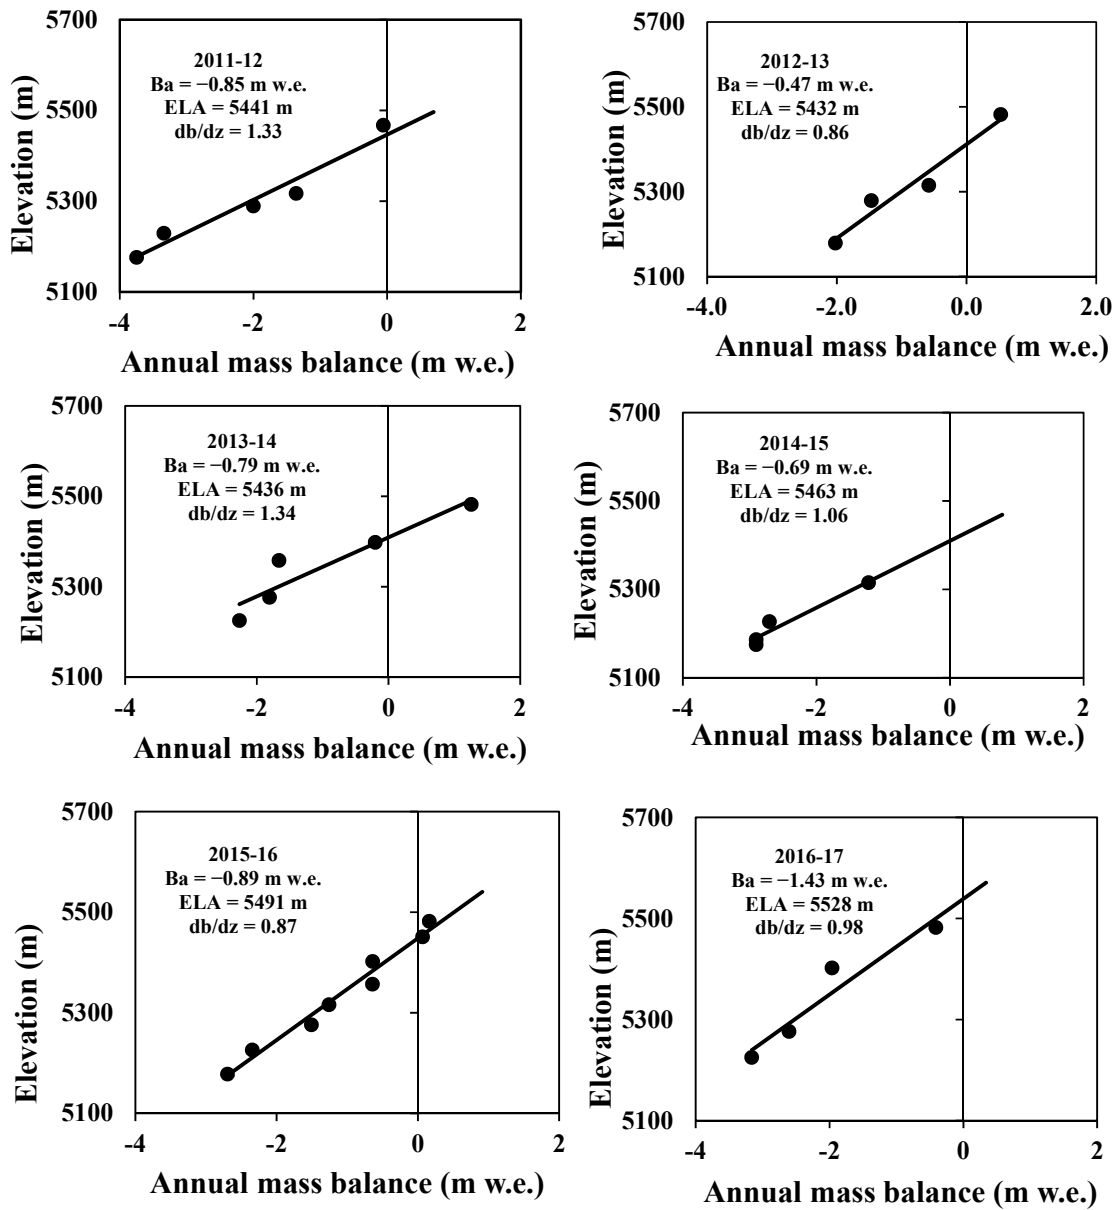 5700
5500
5300
5100
Elevation (m)
2011-12
Ba = −0.85 m w.e.
ELA = 5441 m
db/dz = 1.33
-4
-2
0
2
Annual mass balance (m w.e.)
5700
5500
5300
5100
Elevation (m)
2012-13
Ba = −0.47 m w.e.
ELA = 5432 m
db/dz = 0.86
-4.0
-2.0
0.0
2.0
Annual mass balance (m w.e.)
5700
5500
5300
5100
Elevation (m)
2013-14
Ba = −0.79 m w.e.
ELA = 5436 m
db/dz = 1.34
-4
-2
0
2
Annual mass balance (m w.e.)
5700
5500
5300
5100
Elevation (m)
2014-15
Ba = −0.69 m w.e.
ELA = 5463 m
db/dz = 1.06
-4
-2
0
2
Annual mass balance (m w.e.)
5700
5500
5300
5100
Elevation (m)
2015-16
Ba = −0.89 m w.e.
ELA = 5491 m
db/dz = 0.87
-4
-2
0
2
Annual mass balance (m w.e.)
5700
5500
5300
5100
Elevation (m)
2016-17
Ba = −1.43 m w.e.
ELA = 5528 m
db/dz = 0.98
-4
-2
0
2
Annual mass balance (m w.e.)